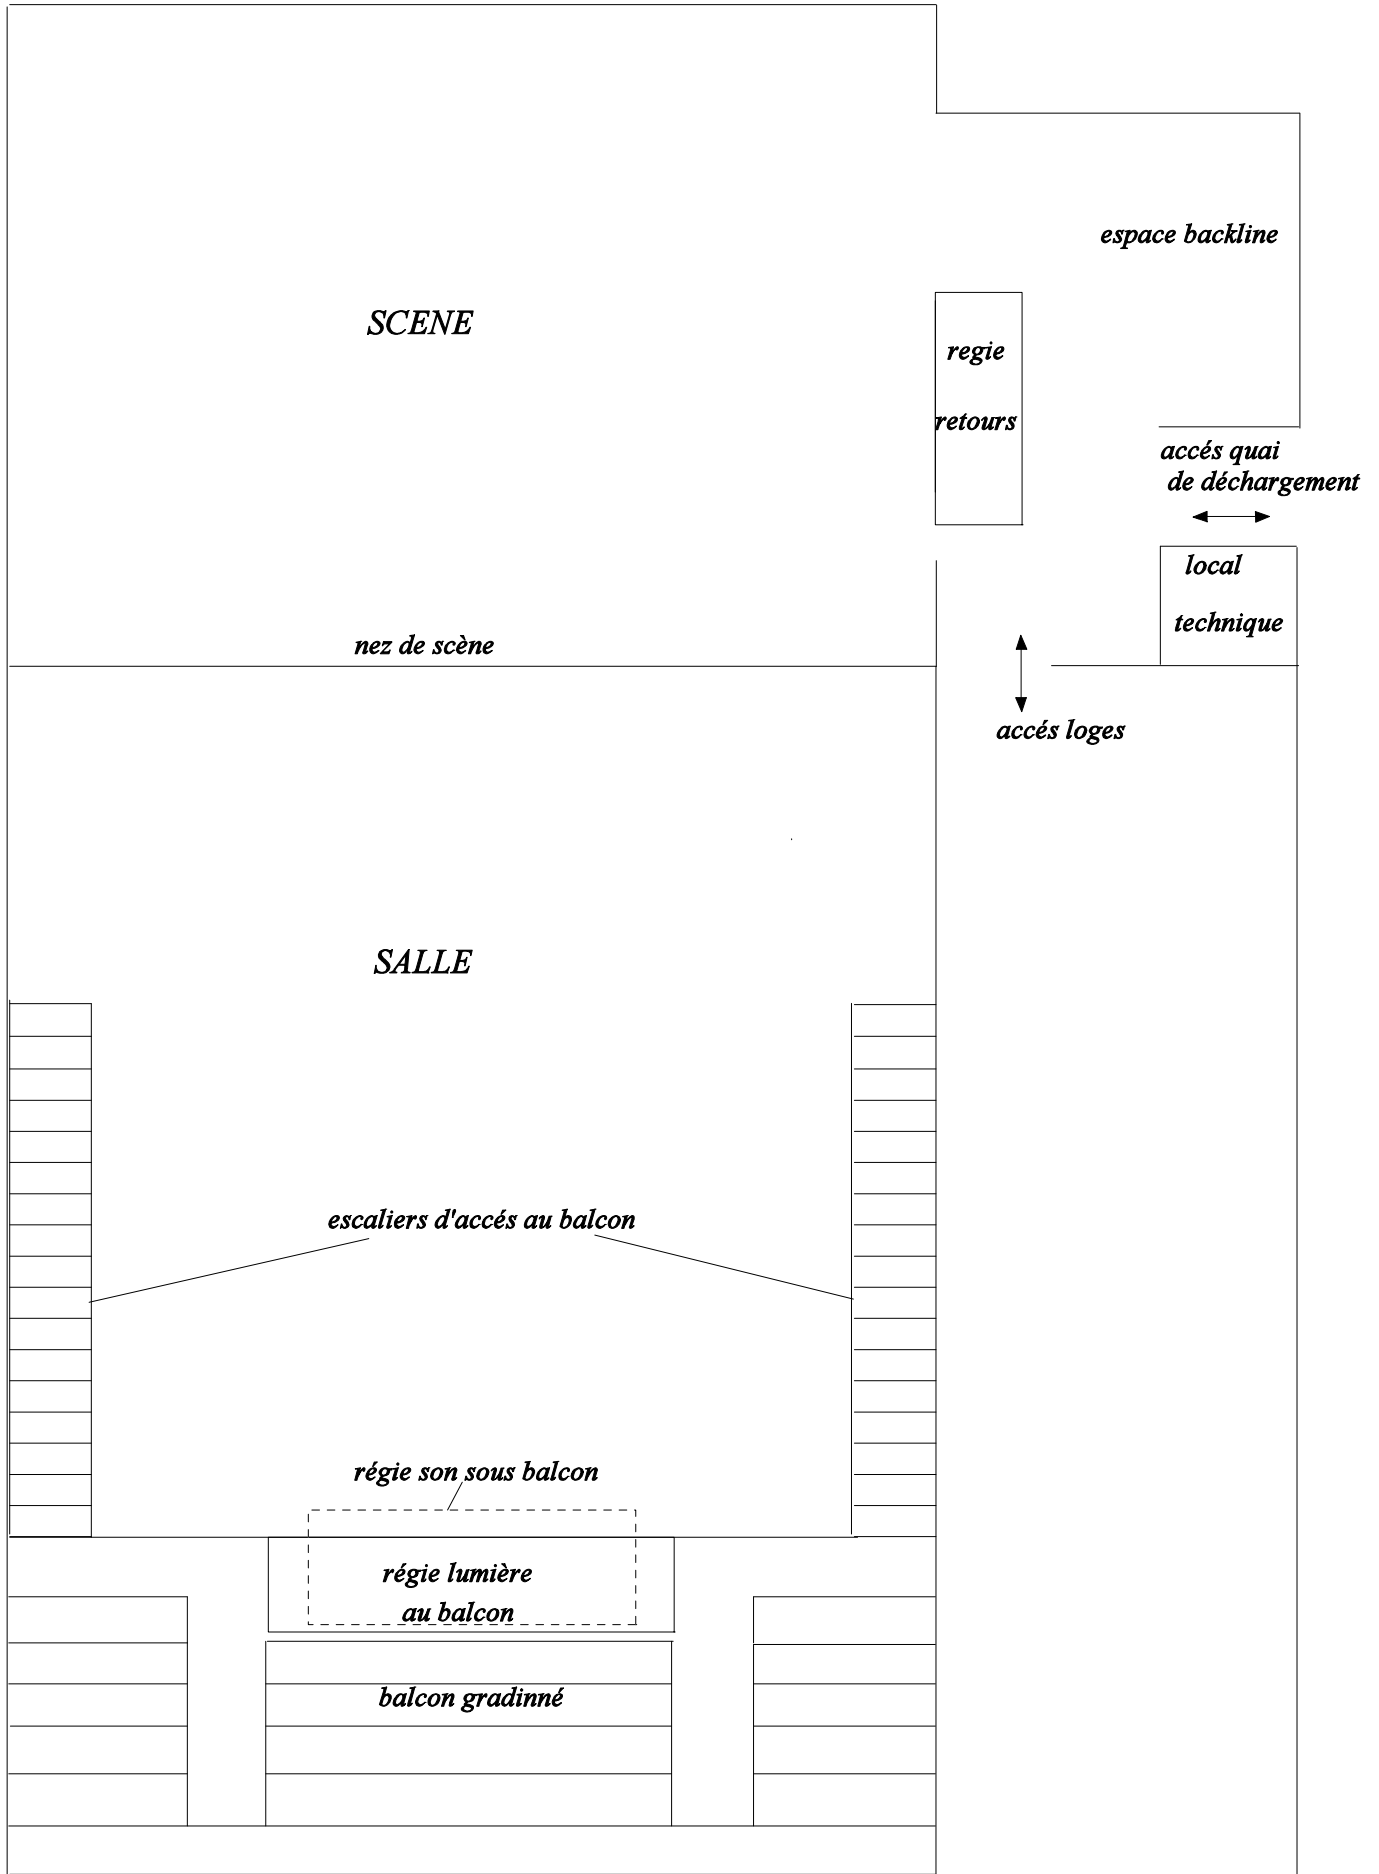 espace backline
SCENE
regie
retours
accés quai
de déchargement
local
technique
nez de scène
accés loges
SALLE
escaliers d'accés au balcon
régie son sous balcon
régie lumière
au balcon
balcon gradinné